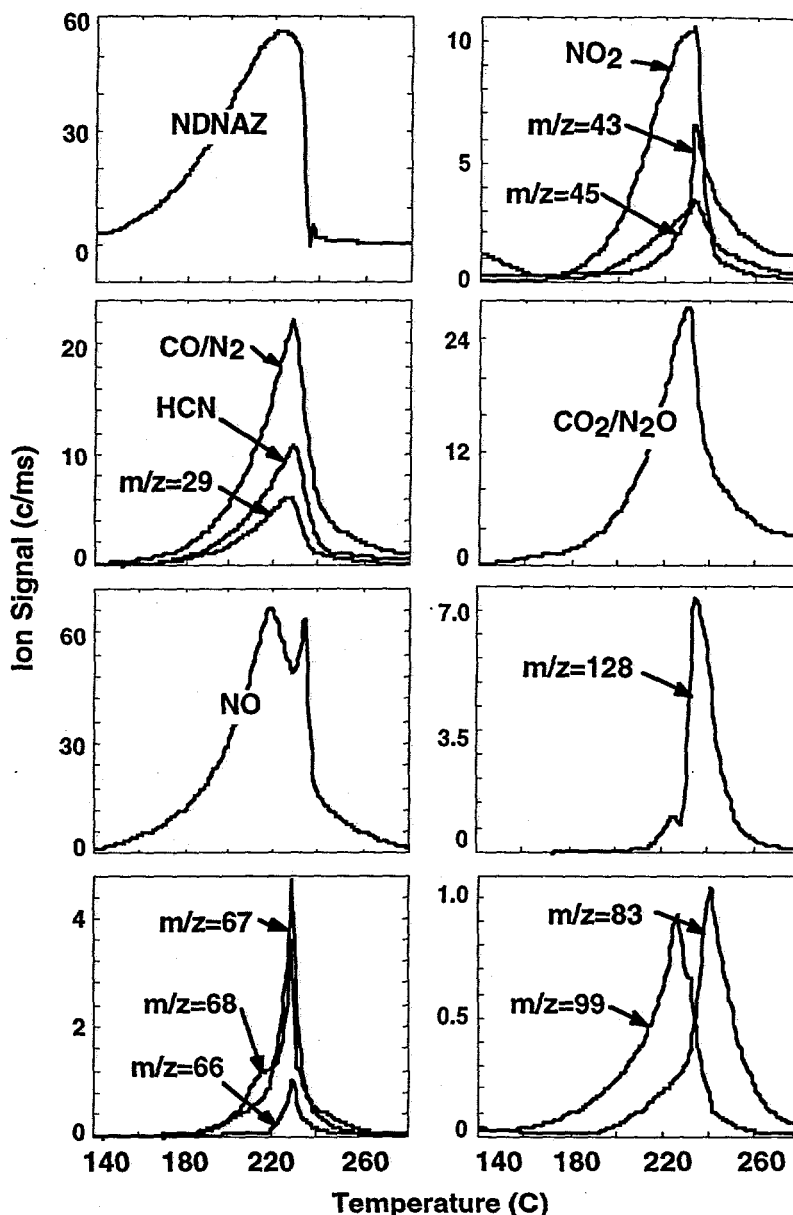 60
30
0
NDNAZ
10
5
0
NO2
m/z=43
m/z=45
20
10
0
CO/N2
HCN
m/z=29
24
12
0
CO2/N2O
60
30
0
NO
7.0
3.5
0
m/z=128
4
2
0
m/z=67
m/z=68
m/z=66
1.0
0.5
0
m/z=83
m/z=99
140 180 220 260
140 180 220 260
Ion Signal (c/ms)
Temperature (C)